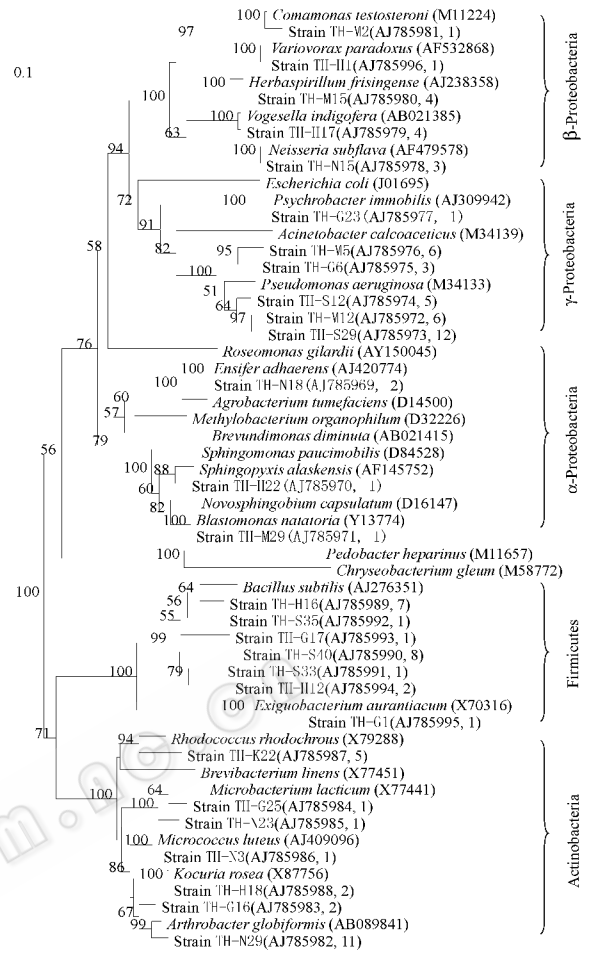 100 Comamonas testosteroni (M11224)
97 Strain TH-M2(AJ785981, 1)
100 Variovorax paradoxus (AF532868)
Strain TH-H1(AJ785996, 1)
0.1
100 Herbaspirillum frisingense (AJ238358)
100 Strain TH-M15(AJ785980, 4)
100 Vogesella indigofera (AB021385)
63 Strain TH-H17(AJ785979, 4)
94 100 Neisseria subflava (AF479578)
Strain TH-N15(AJ785978, 3)
β-Proteobacteria
Escherichia coli (J01695)
72 100 Psychrobacter immobilis (AJ309942)
91 Strain TH-G23(AJ785977, 1)
Acinetobacter calcoaceticus (M34139)
58 82 95 Strain TH-M5(AJ785976, 6)
100 Strain TH-G6(AJ785975, 3)
51 Pseudomonas aeruginosa (M34133)
64 Strain TH-S12(AJ785974, 5)
97 Strain TH-M12(AJ785972, 6)
Strain TH-S29(AJ785973, 12)
γ-Proteobacteria
76 Roseomonas gilardii (AY150045)
100 Ensifer adhaerens (AJ420774)
100 Strain TH-N18(AJ785969, 2)
60 Agrobacterium tumefaciens (D14500)
57 Methylobacterium organophilum (D32226)
79 Brevundimonas diminuta (AB021415)
56 Sphingomonas paucimobilis (D84528)
100 88 Sphingopyxis alaskensis (AF145752)
60 Strain TH-H22(AJ785970, 1)
82 Novosphingobium capsulatum (D16147)
100 Blastomonas natatoria (Y13774)
Strain TH-M29(AJ785971, 1)
α-Proteobacteria
100 Pedobacter heparinus (M11657)
Chryseobacterium gleum (M58772)
100 64 Bacillus subtilis (AJ276351)
56 Strain TH-H16(AJ785989, 7)
55 Strain TH-S35(AJ785992, 1)
99 Strain TH-G17(AJ785993, 1)
Strain TH-S40(AJ785990, 8)
100 79 Strain TH-S33(AJ785991, 1)
Strain TH-H12(AJ785994, 2)
100 Exiguobacterium aurantiacum (X70316)
Strain TH-G1(AJ785995, 1)
Firmicutes
71 94 Rhodococcus rhodochrous (X79288)
Strain TH-K22(AJ785987, 5)
Brevibacterium linens (X77451)
100 64 Microbacterium lacticum (X77441)
100 Strain TH-G25(AJ785984, 1)
Strain TH-N23(AJ785985, 1)
100 Micrococcus luteus (AJ409096)
Strain TH-N3(AJ785986, 1)
86 100 Kocuria rosea (X87756)
Strain TH-H18(AJ785988, 2)
67 Strain TH-G16(AJ785983, 2)
99 Arthrobacter globiformis (AB089841)
Strain TH-N29(AJ785982, 11)
Actinobacteria
m.ac.cn